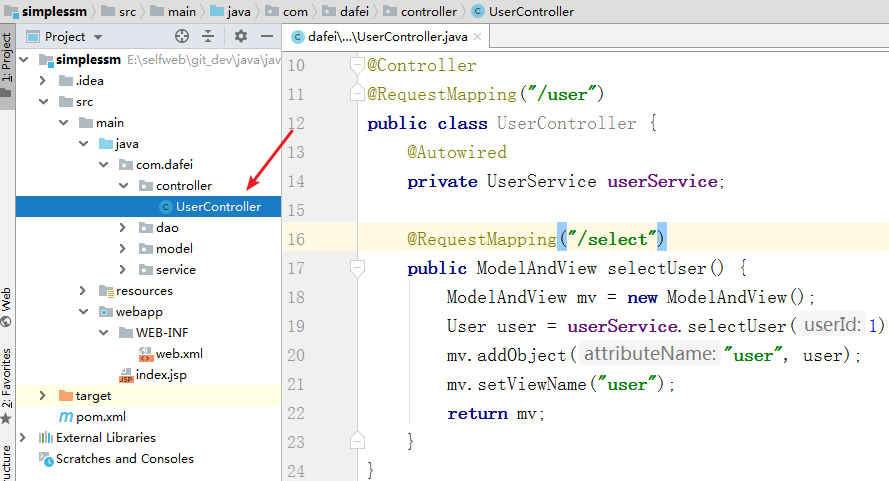 simplessm src main java com dafei controller UserController
Project
dafei\...\UserController.java
1: Project
simplessm E:\selfweb\git_dev\java\jav
.idea
src
main
java
com.dafei
controller
UserController
dao
model
service
resources
webapp
WEB-INF
web.xml
index.jsp
target
pom.xml
External Libraries
Scratches and Consoles
Web
2: Favorites
ucture
10 @Controller
11 @RequestMapping("/user")
12 public class UserController {
13 @Autowired
14 private UserService userService;
15
16 @RequestMapping("/select")
17 public ModelAndView selectUser() {
18 ModelAndView mv = new ModelAndView();
19 User user = userService.selectUser( userId: 1)
20 mv.addObject( attributeName: "user", user);
21 mv.setViewName("user");
22 return mv;
23 }
24 }